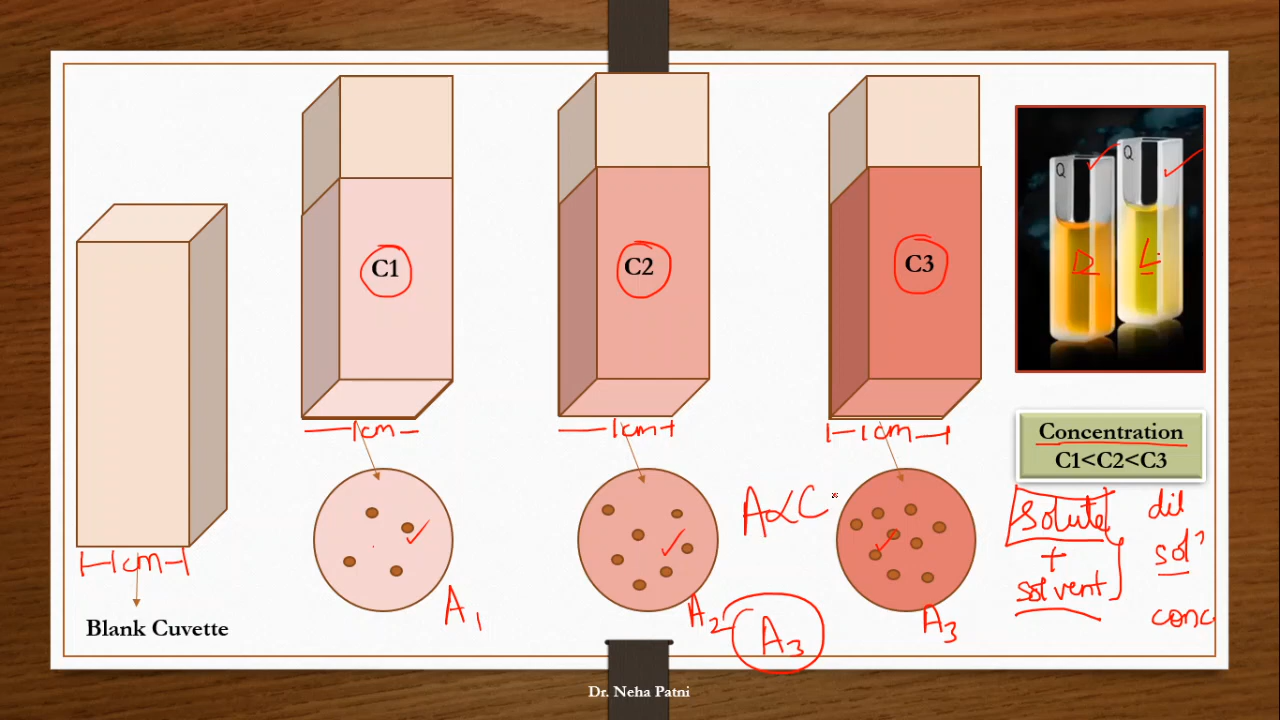 C1
C2
C3
Q
Q
D
L
1cm
1cm
1cm
1cm
Blank Cuvette
A1
A2
A3
A∝C
A3
Concentration
C1<C2<C3
Solute
+
solvent
dil
solⁿ
conc
Dr. Neha Patni